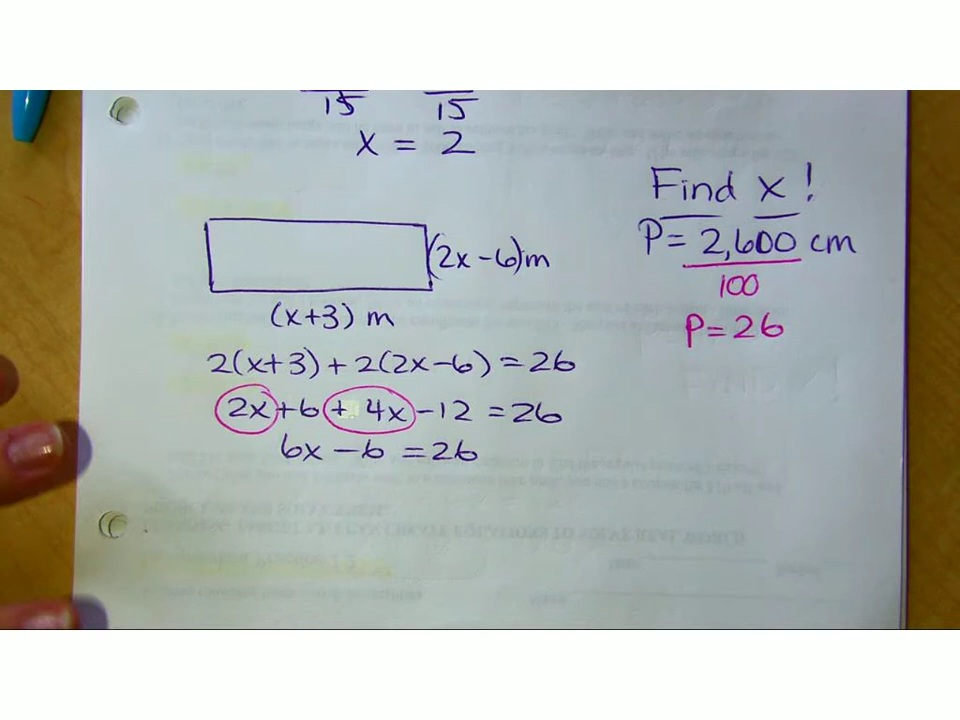 15 15
x = 2
Find x!
P = 2,600 cm
100
P = 26
(2x - 6) m
(x+3) m
2(x+3) + 2(2x-6) = 26
2x + 6 + 4x - 12 = 26
6x - 6 = 26